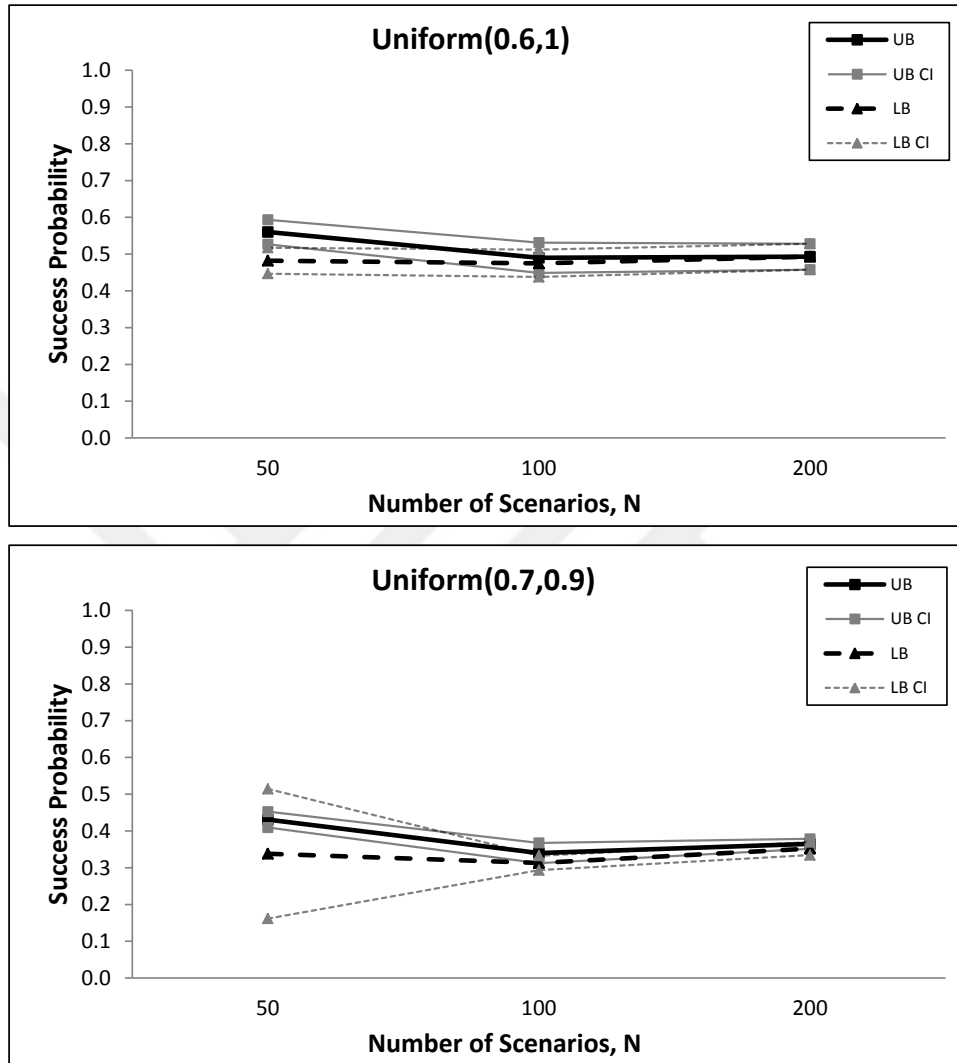 Uniform(0.6,1)
UB
UB CI
LB
LB CI
1.0
0.9
0.8
0.7
0.6
0.5
0.4
0.3
0.2
0.1
0.0
Success Probability
50
100
200
Number of Scenarios, N
Uniform(0.7,0.9)
UB
UB CI
LB
LB CI
1.0
0.9
0.8
0.7
0.6
0.5
0.4
0.3
0.2
0.1
0.0
Success Probability
50
100
200
Number of Scenarios, N